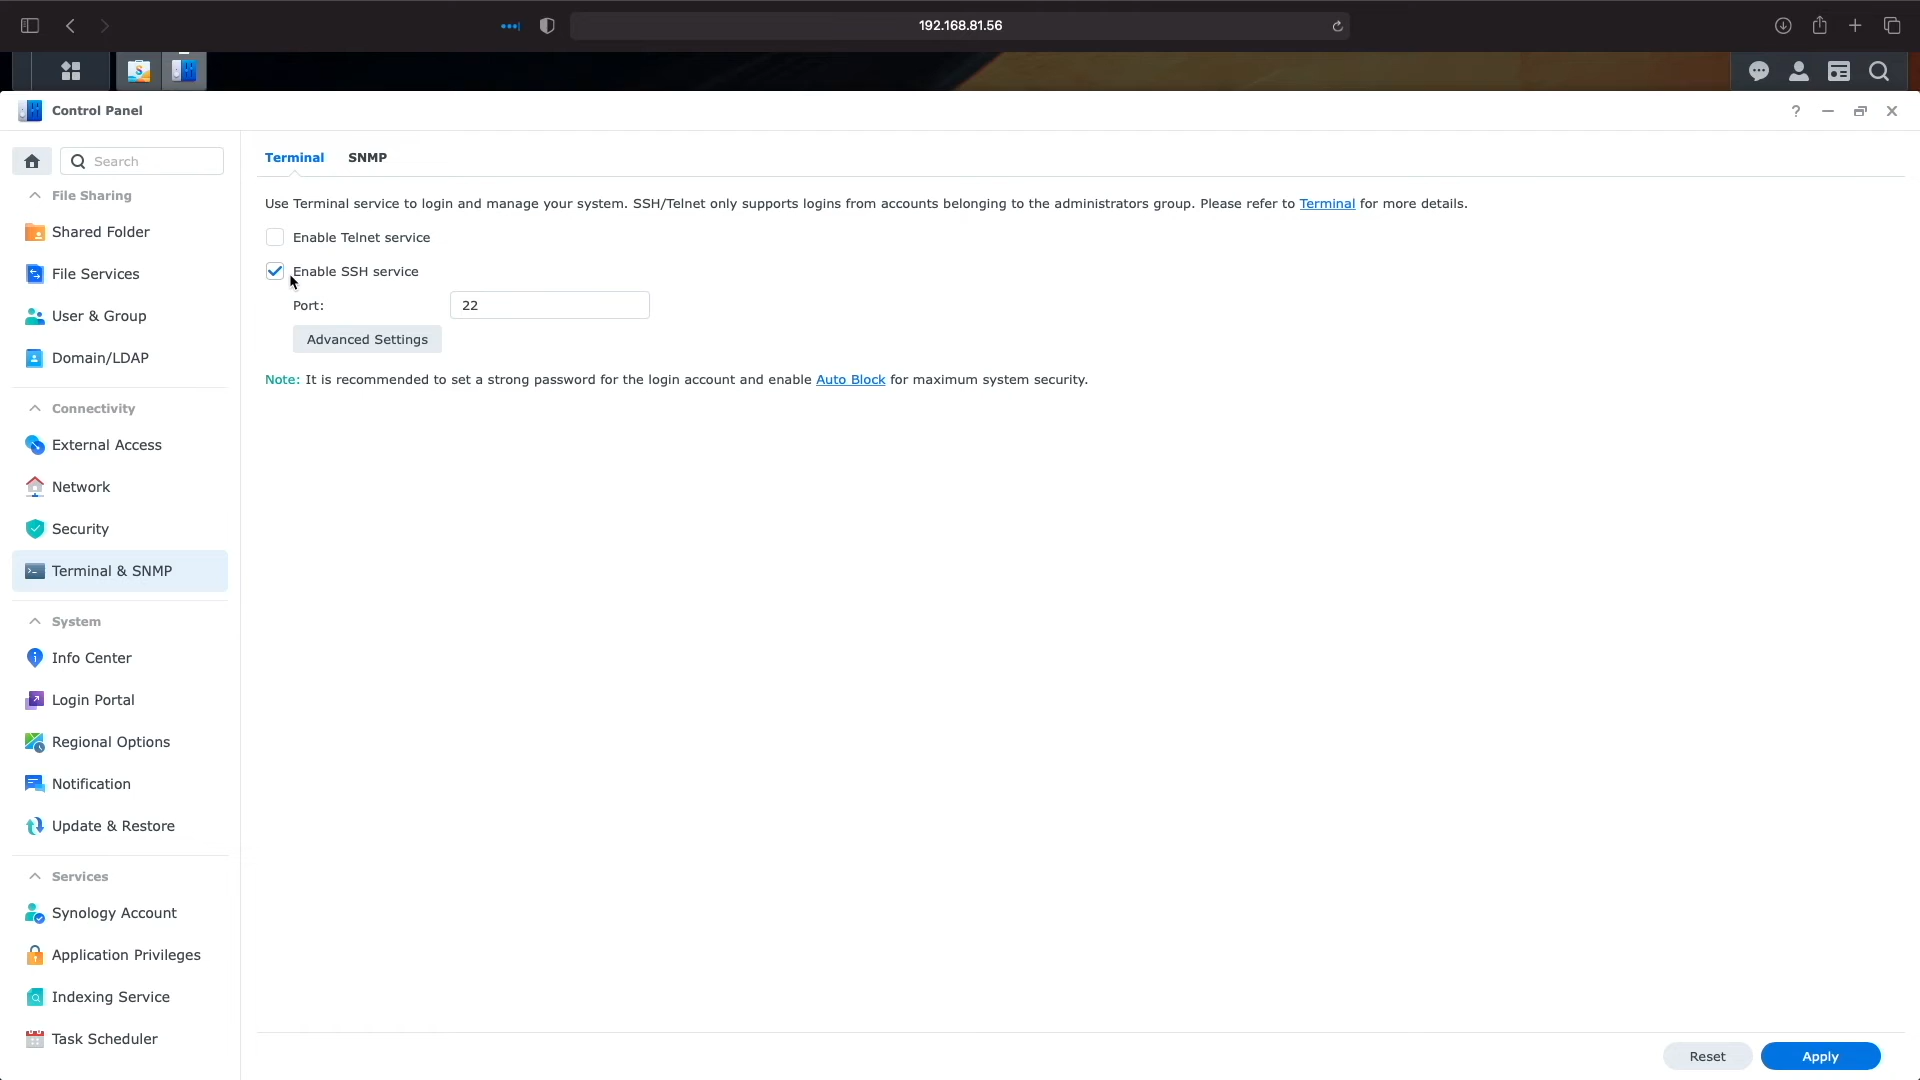 192.168.81.56
Control Panel
Search
File Sharing
Shared Folder
File Services
User & Group
Domain/LDAP
Connectivity
External Access
Network
Security
Terminal & SNMP
System
Info Center
Login Portal
Regional Options
Notification
Update & Restore
Services
Synology Account
Application Privileges
Indexing Service
Task Scheduler
Terminal SNMP
Use Terminal service to login and manage your system. SSH/Telnet only supports logins from accounts belonging to the administrators group. Please refer to Terminal for more details.
Enable Telnet service
Enable SSH service
Port: 22
Advanced Settings
Note: It is recommended to set a strong password for the login account and enable Auto Block for maximum system security.
Reset Apply